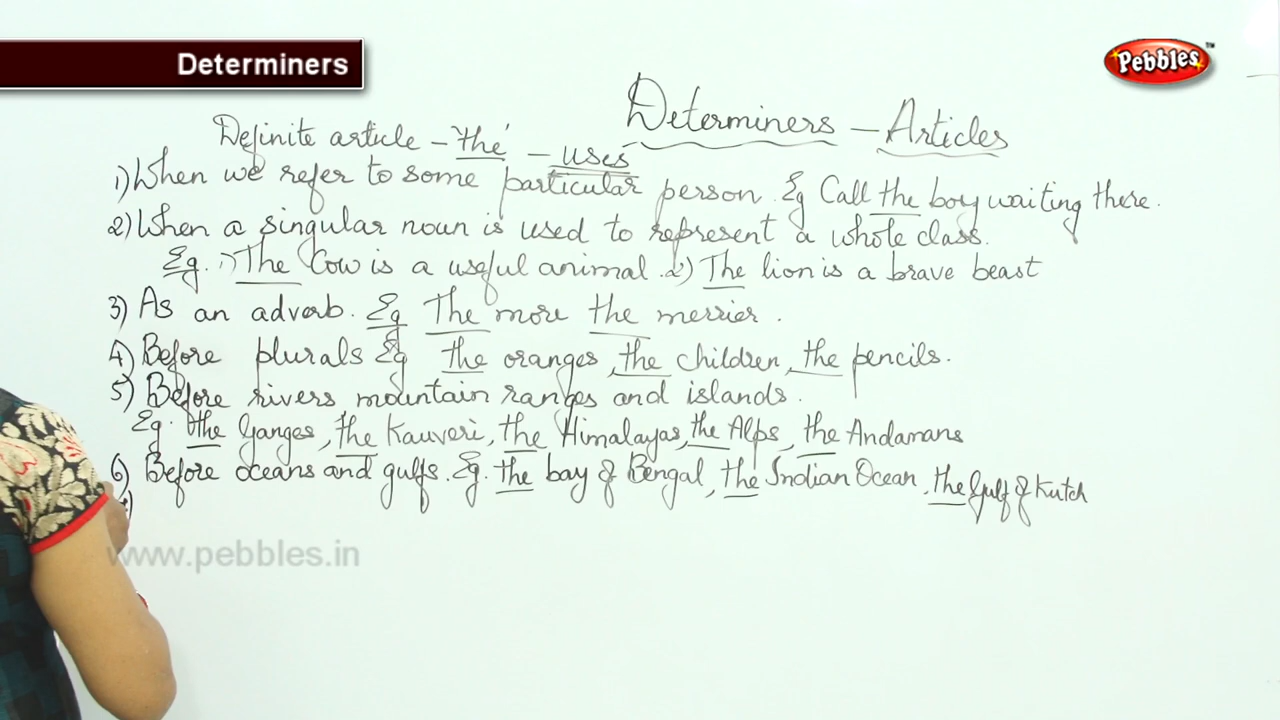 Determiners
Pebbles™
Determiners – Articles
Definite article – 'the' – uses
1) When we refer to some particular person. Eg Call the boy waiting there.
2) When a singular noun is used to represent a whole class.
Eg. 1) The Cow is a useful animal. 2) The lion is a brave beast
3) As an adverb. Eg The more the merrier.
4) Before plurals Eg the oranges, the children, the pencils.
5) Before rivers mountain ranges and islands.
Eg. the Ganges, the Kauveri, the Himalayas, the Alps, the Andamans
6) Before oceans and gulfs. Eg. the bay of Bengal, the Indian Ocean, the Gulf of Kutch
www.pebbles.in